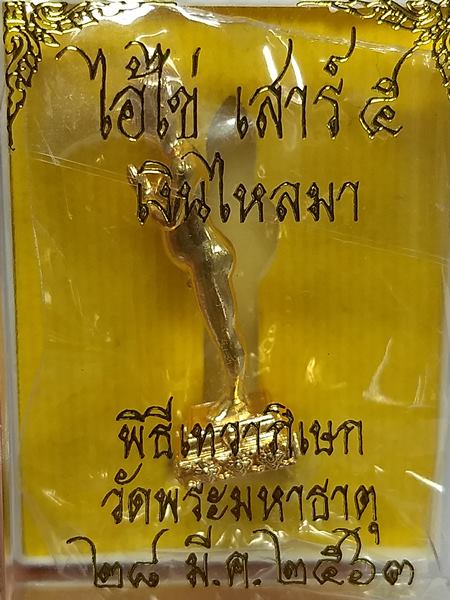 ไอ้ไข่ เสาร์ ๕
เงินไหลมา
พิธีเทวาภิเษก
วัดพระมหาธาตุ
๒๘ มี.ค.๒๕๖๓